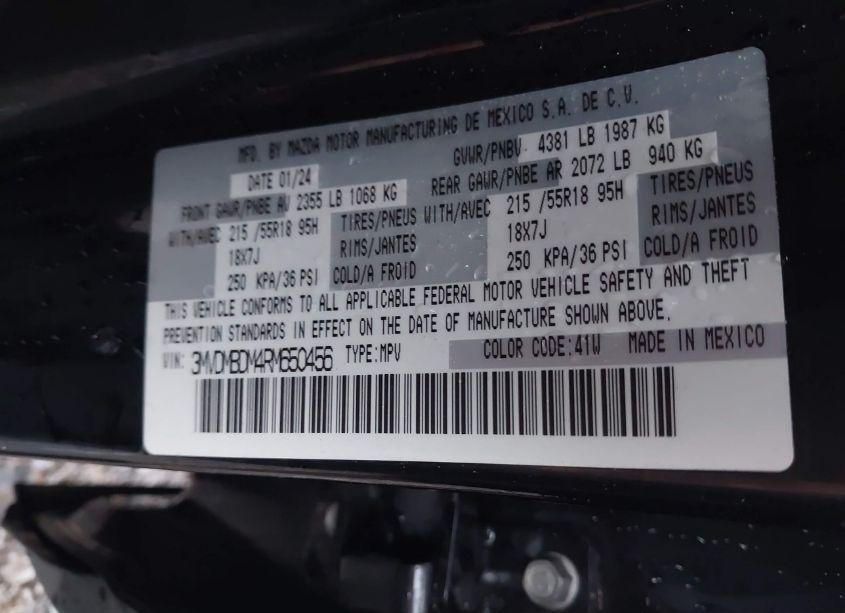 MFD. BY MAZDA MOTOR MANUFACTURING DE MEXICO S.A. DE C.V.
DATE 01/24 GVWR/PNBV 4381 LB 1987 KG
FRONT GAWR/PNBE AV 2355 LB 1068 KG REAR GAWR/PNBE AR 2072 LB 940 KG
WITH/AVEC 215 /55R18 95H TIRES/PNEUS WITH/AVEC 215 /55R18 95H TIRES/PNEUS
18X7J RIMS/JANTES 18X7J RIMS/JANTES
250 KPA/36 PSI COLD/A FROID 250 KPA/36 PSI COLD/A FROID
THIS VEHICLE CONFORMS TO ALL APPLICABLE FEDERAL MOTOR VEHICLE SAFETY AND THEFT
PREVENTION STANDARDS IN EFFECT ON THE DATE OF MANUFACTURE SHOWN ABOVE.
VIN: 3MVDMBDM4RM650456 TYPE:MPV COLOR CODE:41W MADE IN MEXICO